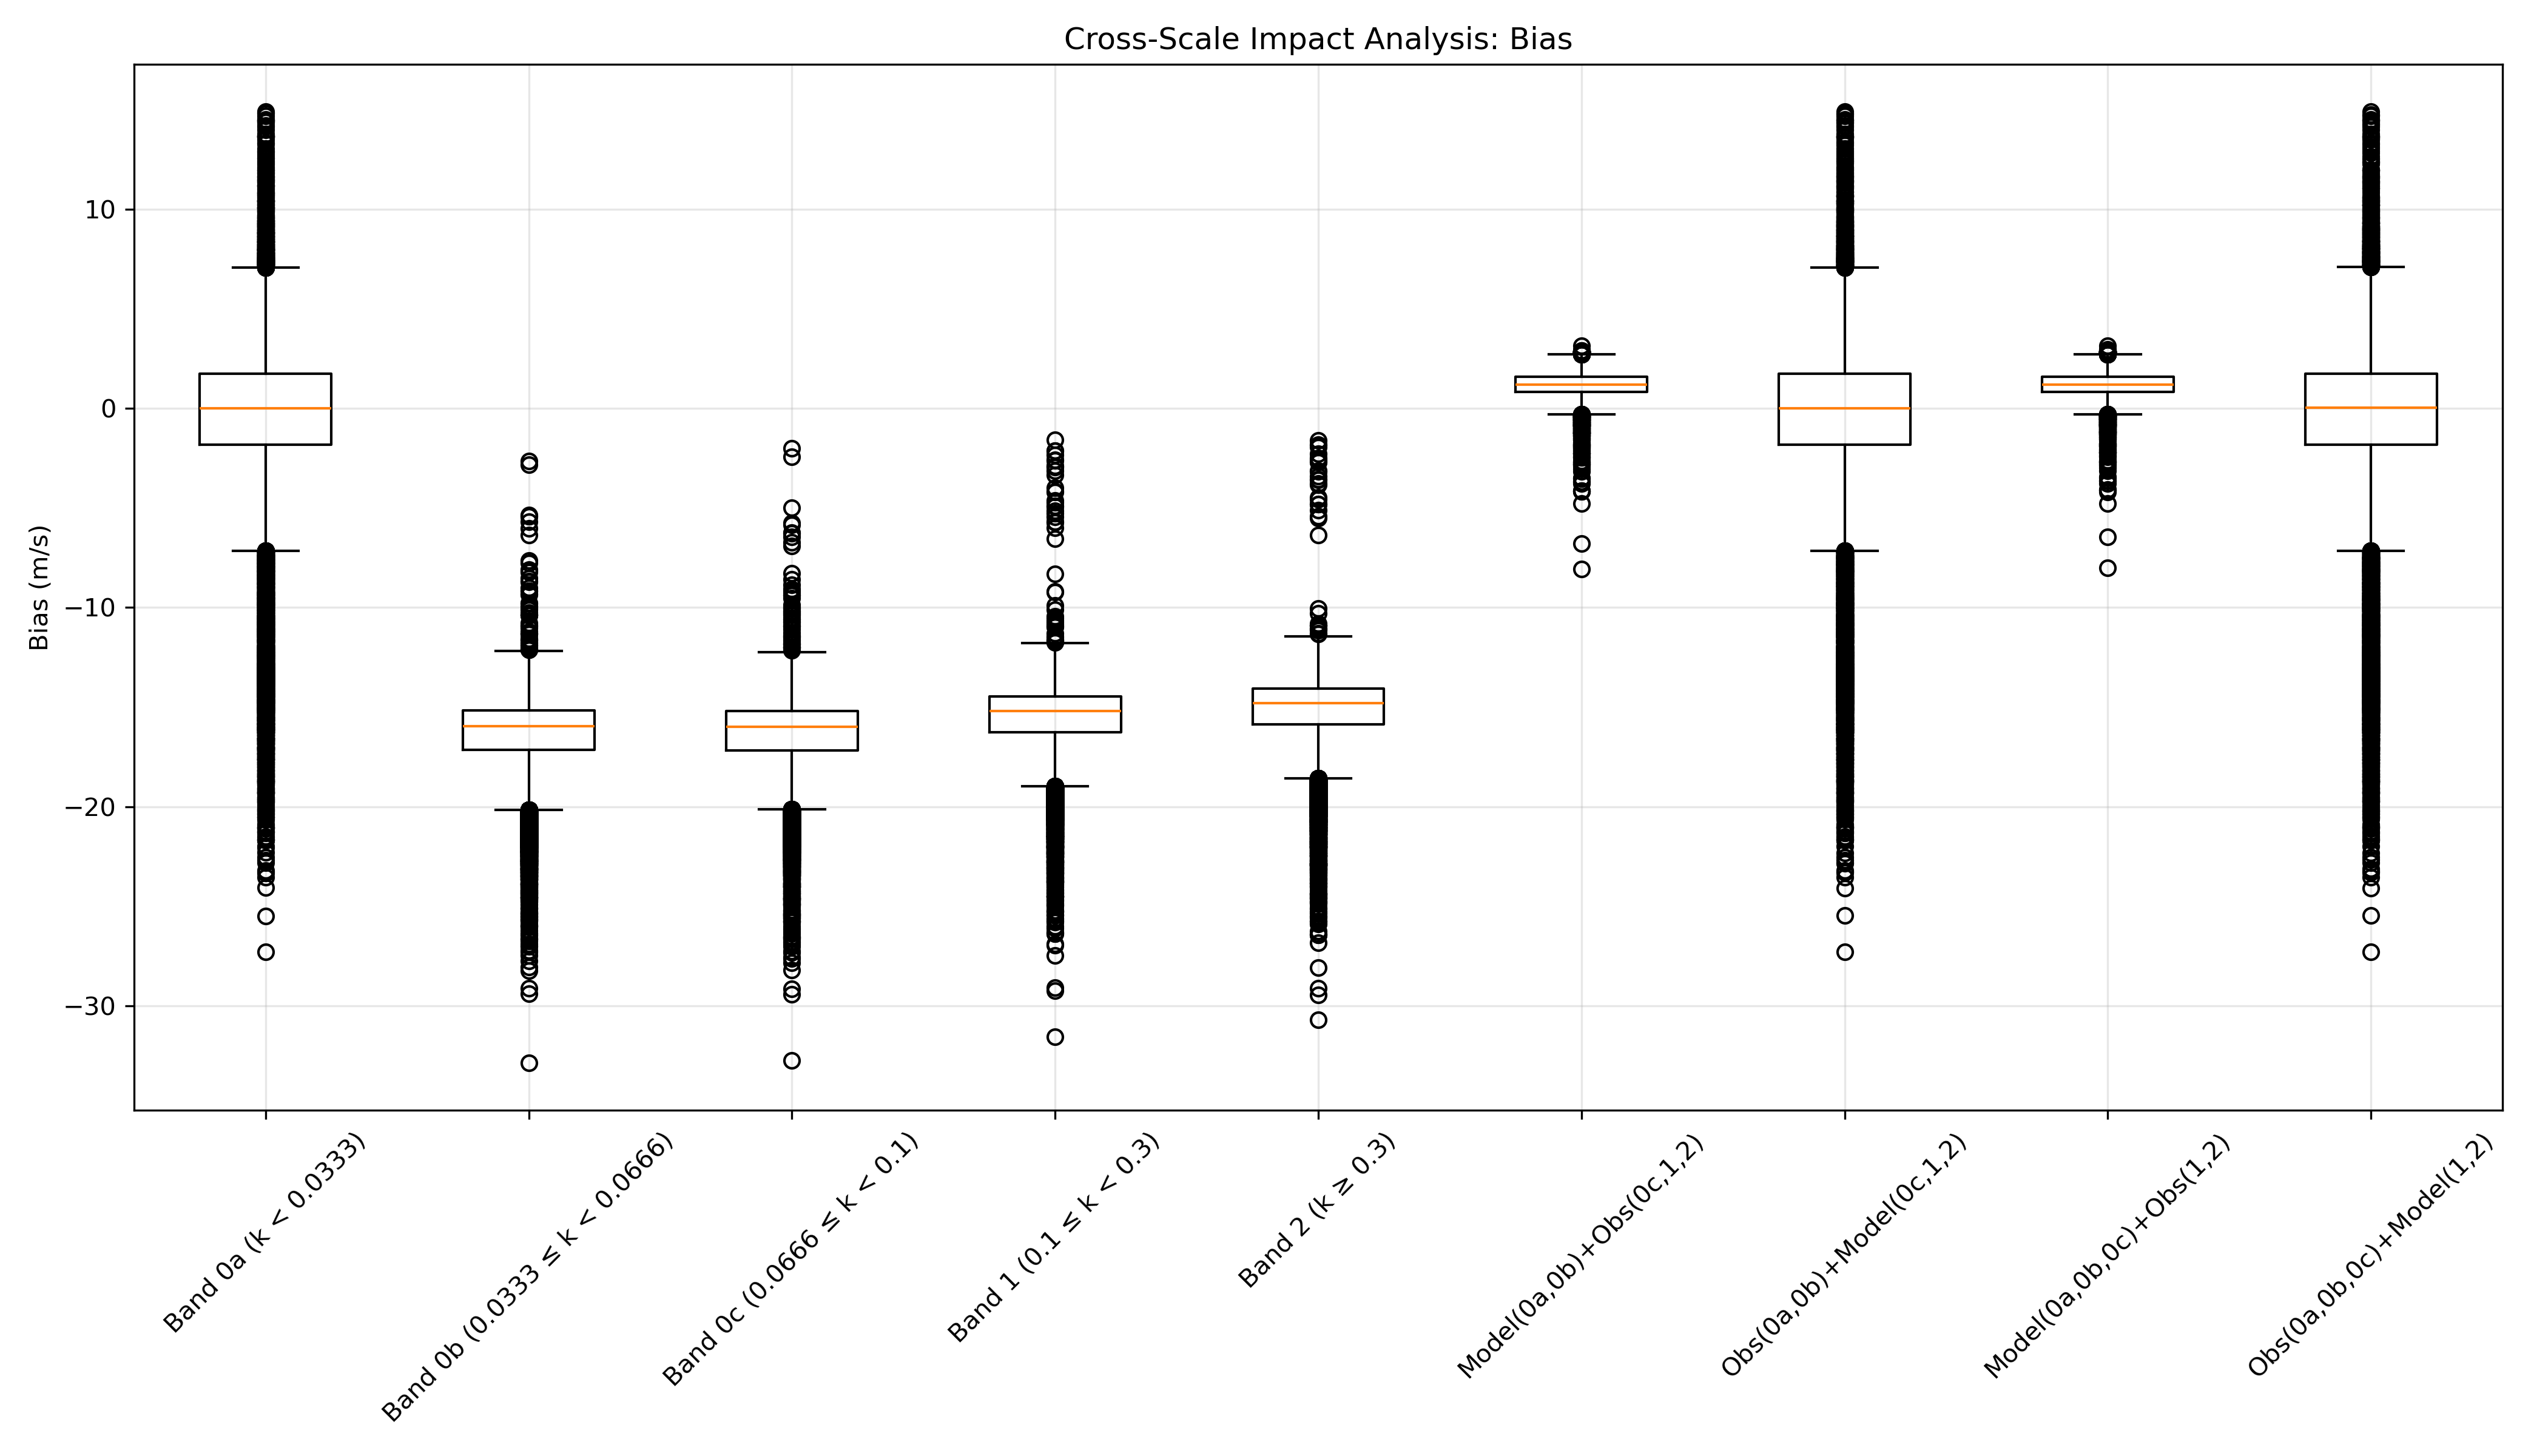 Cross-Scale Impact Analysis: Bias
Bias (m/s)
10
0
−10
−20
−30
Band 0a (k < 0.0333)
Band 0b (0.0333 ≤ k < 0.0666)
Band 0c (0.0666 ≤ k < 0.1)
Band 1 (0.1 ≤ k < 0.3)
Band 2 (k ≥ 0.3)
Model(0a,0b)+Obs(0c,1,2)
Obs(0a,0b)+Model(0c,1,2)
Model(0a,0b,0c)+Obs(1,2)
Obs(0a,0b,0c)+Model(1,2)